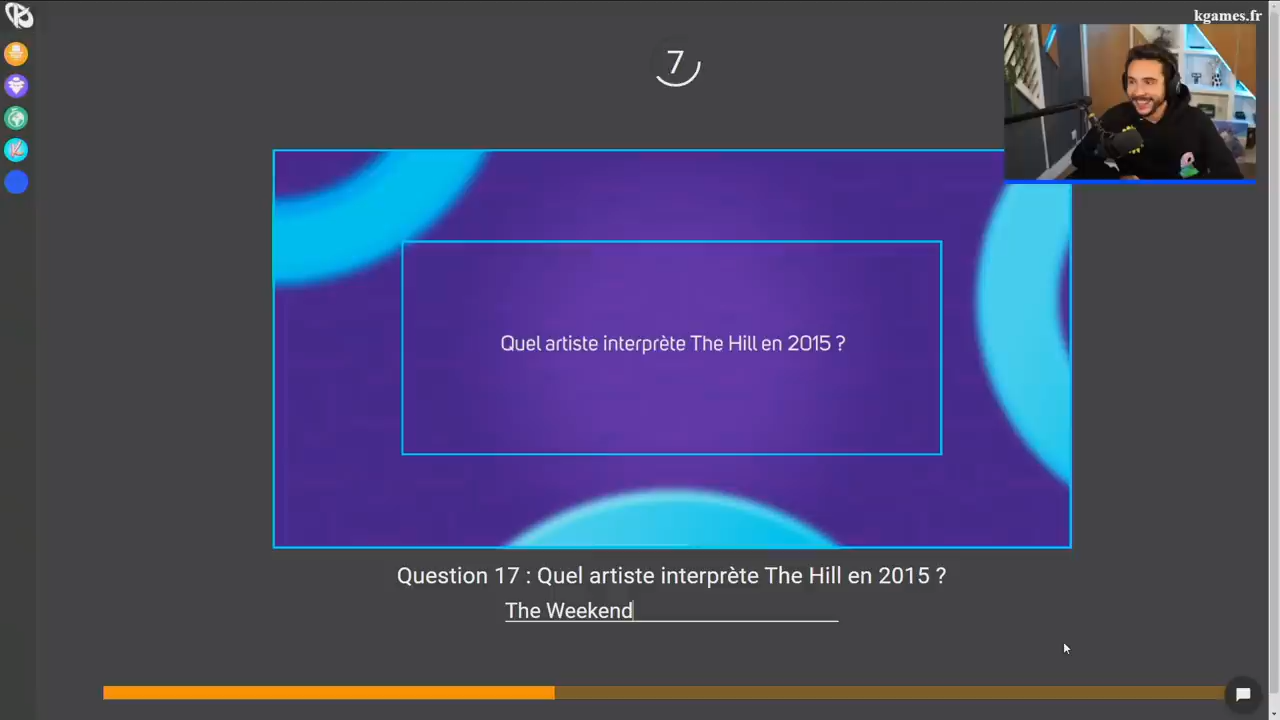 kgames.fr
7
Quel artiste interprète The Hill en 2015 ?
Question 17 : Quel artiste interprète The Hill en 2015 ?
The Weekend